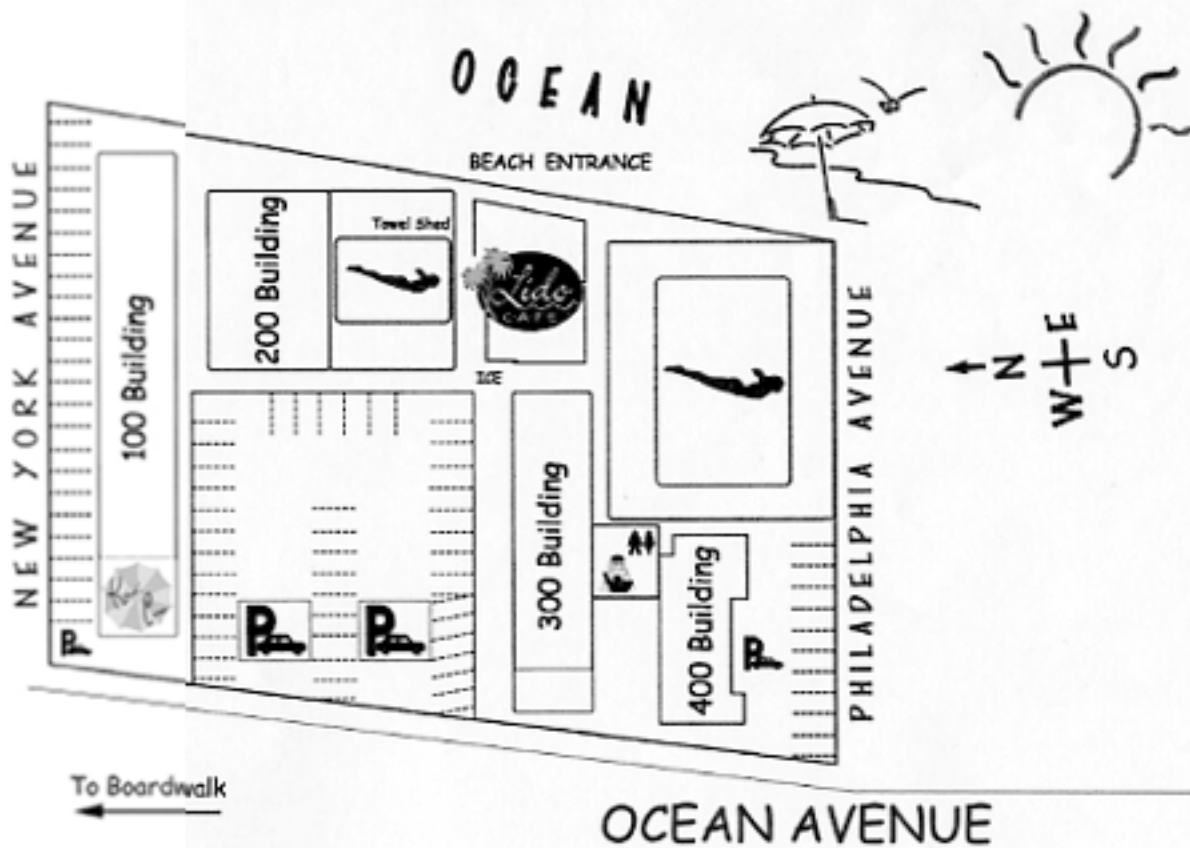 OCEAN
BEACH ENTRANCE
NEW YORK AVENUE
100 Building
200 Building
Towel Shed
Lido
CAFE
ICE
300 Building
400 Building
P
P
P
P
PHILADELPHIA AVENUE
N
E
W
S
To Boardwalk
OCEAN AVENUE